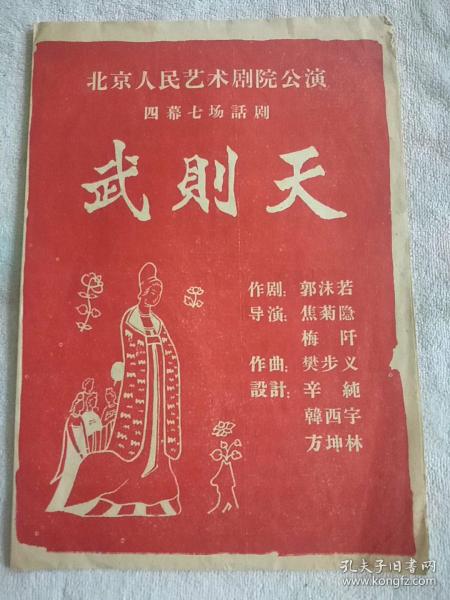 北京人民艺术剧院公演
四幕七场話剧
武則天
作剧：郭沫若
导演：焦菊隐
梅阡
作曲：樊步义
設計：辛純
韓西宇
方坤林
孔夫子旧书网
www.kongfz.com